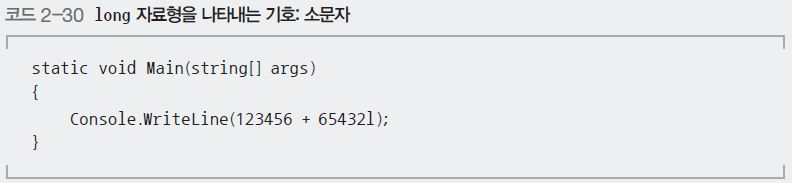 코드 2-30 long 자료형을 나타내는 기호: 소문자
static void Main(string[] args)
{
    Console.WriteLine(123456 + 65432l);
}